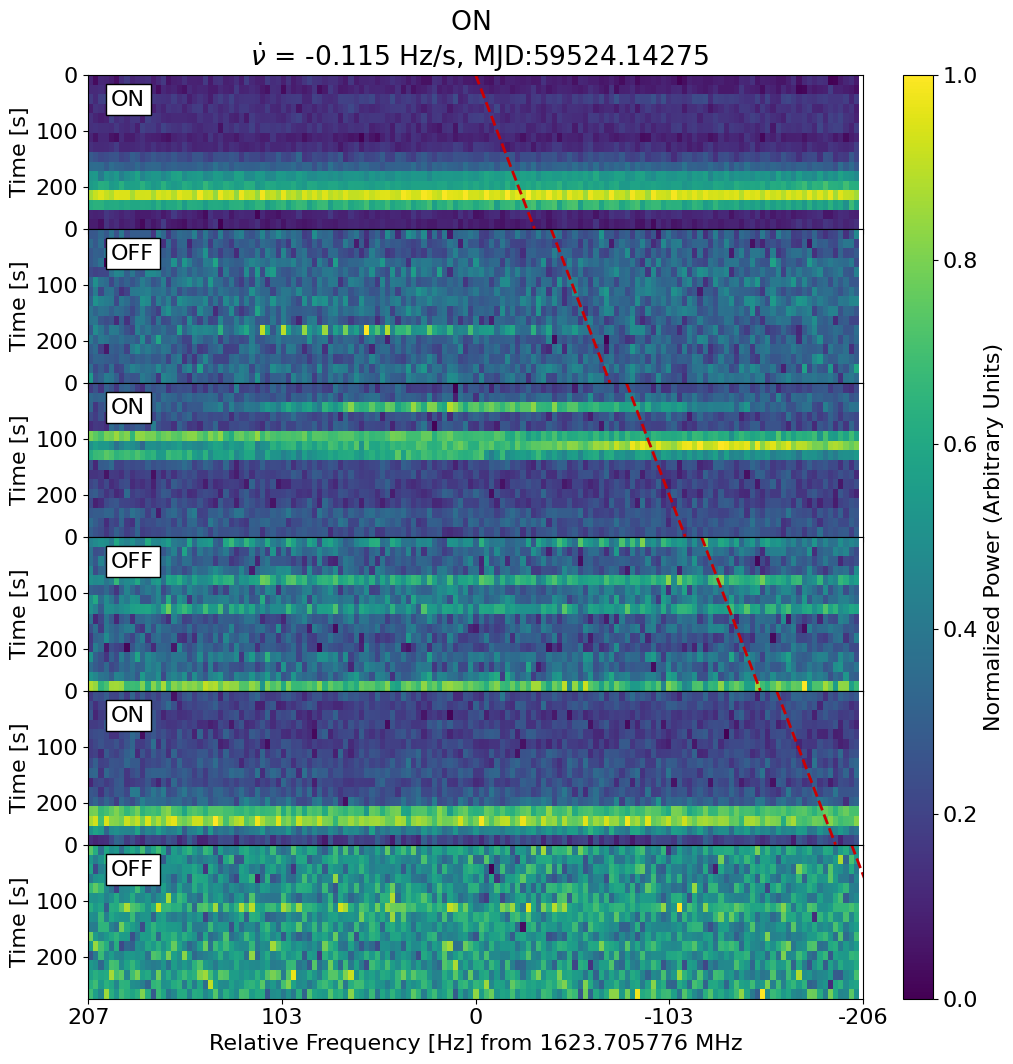 ON
ν̇ = -0.115 Hz/s, MJD:59524.14275
0
100
200
Time [s]
ON
0
100
200
Time [s]
OFF
0
100
200
Time [s]
ON
0
100
200
Time [s]
OFF
0
100
200
Time [s]
ON
0
100
200
Time [s]
OFF
207
103
0
-103
-206
Relative Frequency [Hz] from 1623.705776 MHz
1.0
0.8
0.6
0.4
0.2
0.0
Normalized Power (Arbitrary Units)